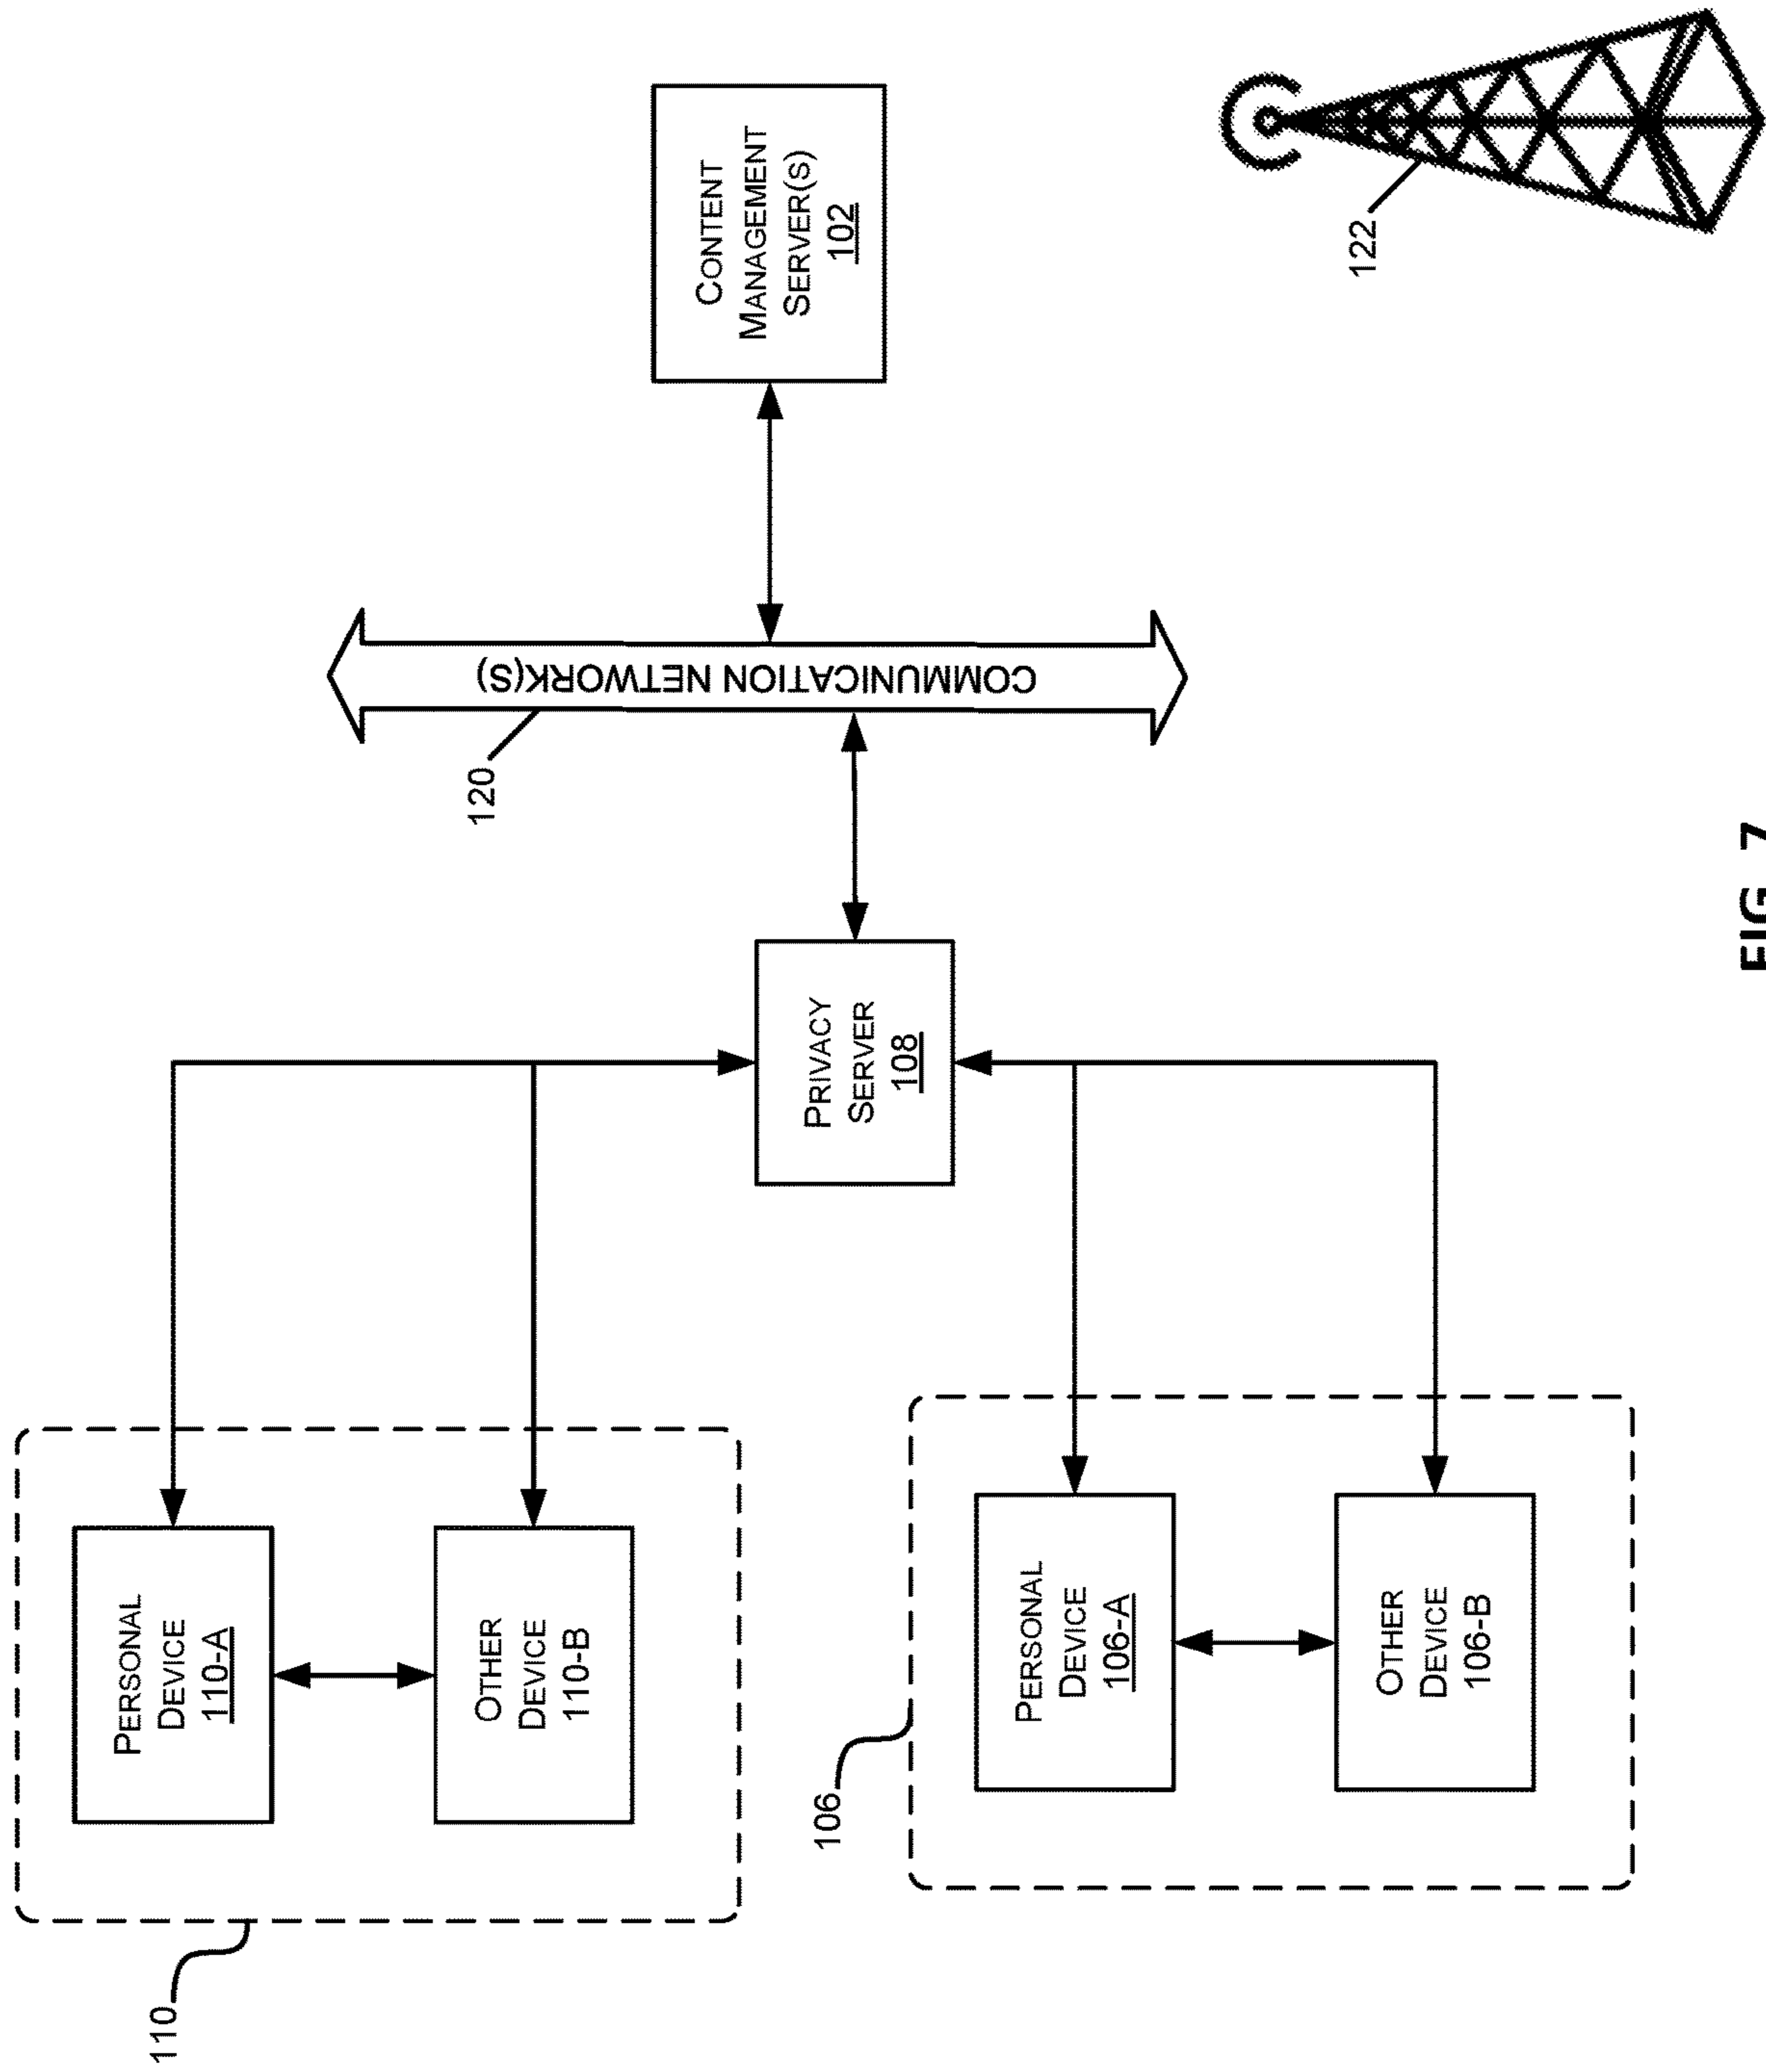 110
PERSONAL
DEVICE
110-A
OTHER
DEVICE
110-B
106
PERSONAL
DEVICE
106-A
OTHER
DEVICE
106-B
PRIVACY
SERVER
108
120
COMMUNICATION NETWORK(S)
CONTENT
MANAGEMENT
SERVER(S)
102
122
FIG. 7